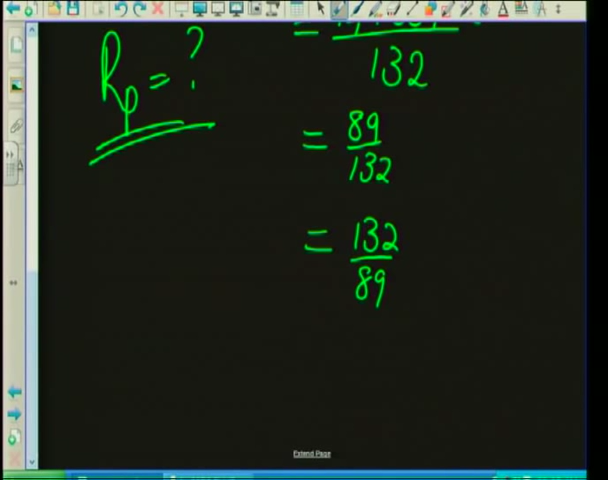 Rp = ?
132
= 89/132
= 132/89
Extend Page